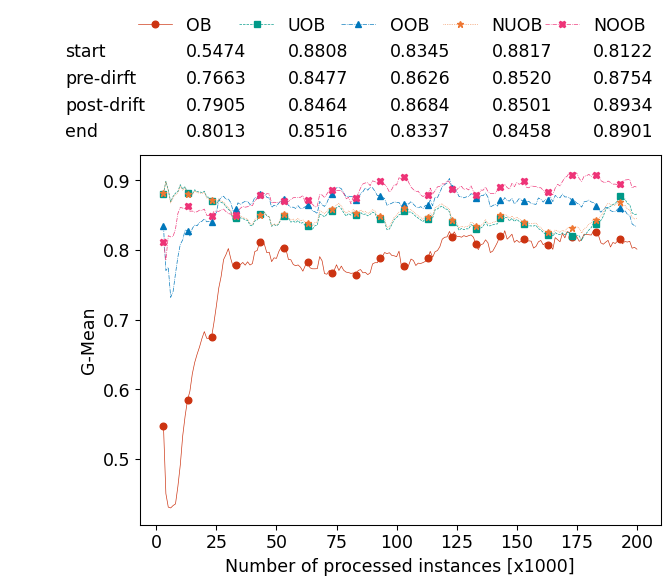 OB UOB OOB NUOB NOOB
start 0.5474 0.8808 0.8345 0.8817 0.8122
pre-dirft 0.7663 0.8477 0.8626 0.8520 0.8754
post-drift 0.7905 0.8464 0.8684 0.8501 0.8934
end 0.8013 0.8516 0.8337 0.8458 0.8901
0.9
0.8
0.7
0.6
0.5
G-Mean
0 25 50 75 100 125 150 175 200
Number of processed instances [x1000]